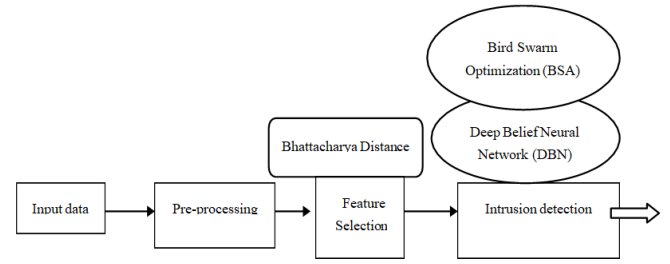 Bird Swarm
Optimization (BSA)
Deep Belief Neural
Network (DBN)
Bhattacharya Distance
Input data
Pre-processing
Feature
Selection
Intrusion detection